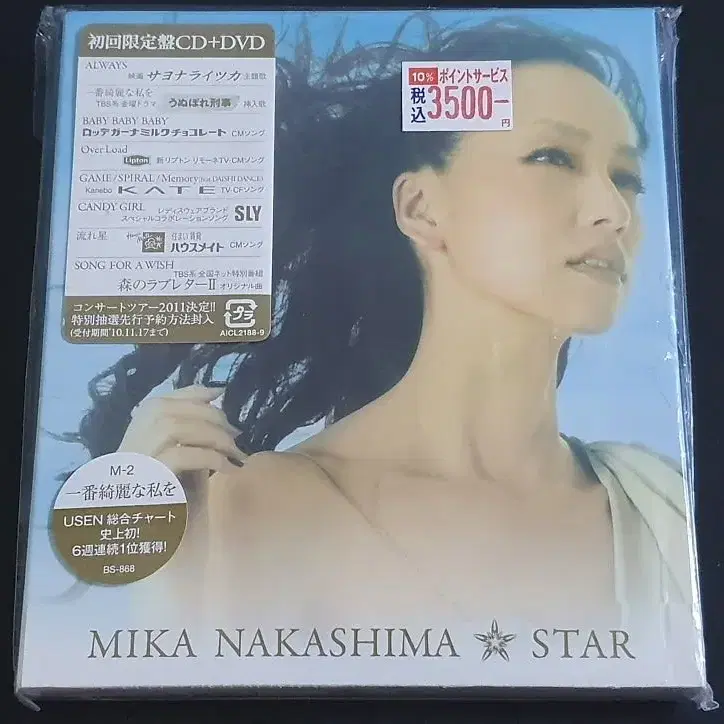 初回限定盤CD+DVD
ALWAYS
映画 サヨナライツカ 主題歌
一番綺麗な私を
TBS系 金曜ドラマ うぬぼれ刑事 挿入歌
BABY BABY BABY
ロッテガーナミルクチョコレート CMソング
Over Load
Lipton 新リプトン リモーネTV-CMソング
GAME / SPIRAL / Memory(feat.DAISHI DANCE)
Kanebo KATE TV-CFソング
CANDY GIRL レディスウェアブランド
スペシャルコラボレーションソング SLY
流れ星 住まい賃貸
ハウスメイト CMソング
SONG FOR A WISH
TBS系 全国ネット特別番組
森のラブレターII オリジナル曲
コンサートツアー2011決定!!
特別抽選先行予約方法封入
(受付期間'10.11.17まで)
プラ
AICL2188-9
10% ポイントサービス
税込 3500-
円
M-2
一番綺麗な私を
USEN 総合チャート
史上初!
6週連続1位獲得!
BS-868
MIKA NAKASHIMA STAR